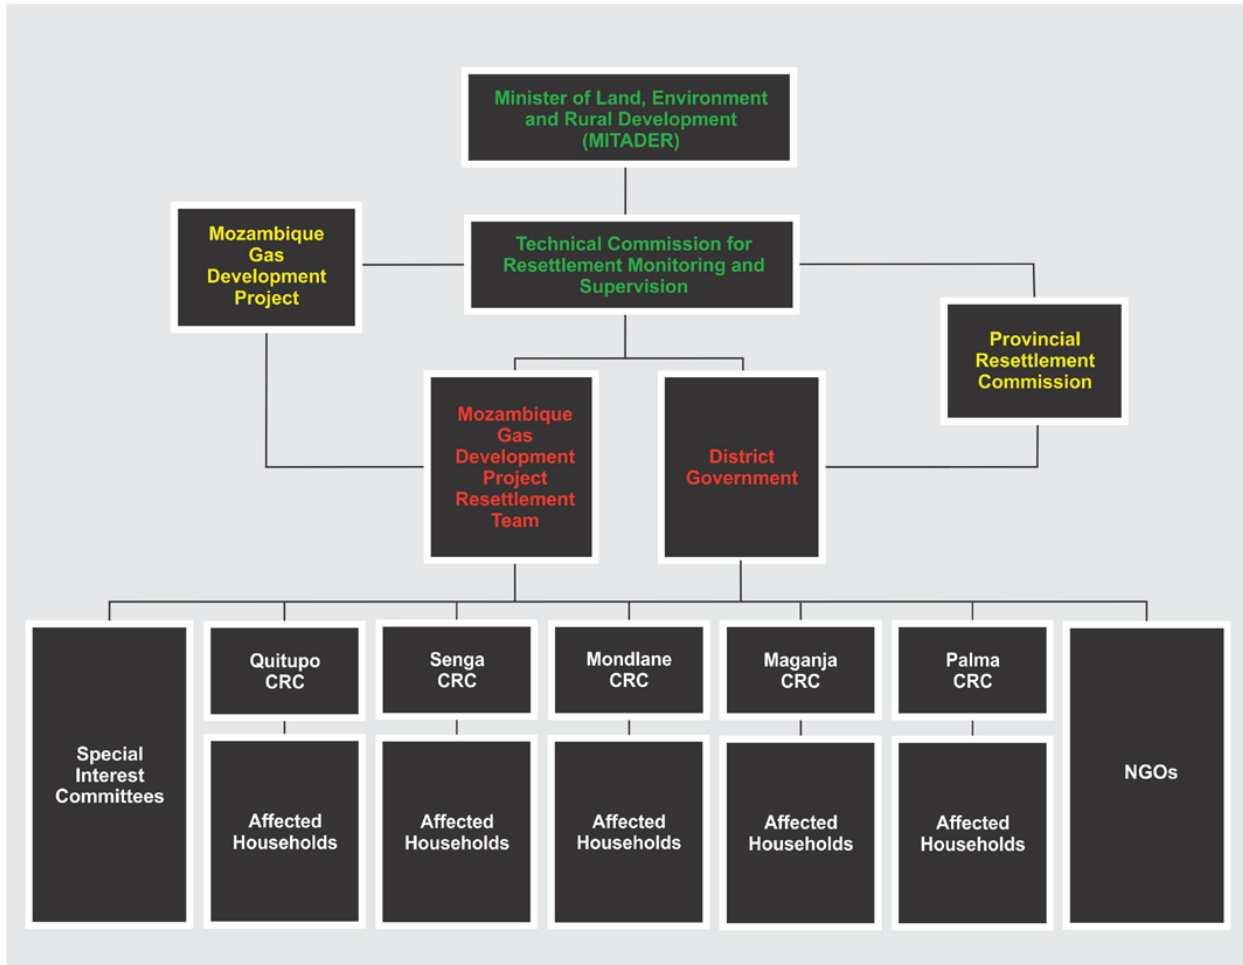 Minister of Land, Environment
and Rural Development
(MITADER)
Mozambique
Gas
Development
Project
Technical Commission for
Resettlement Monitoring and
Supervision
Provincial
Resettlement
Commission
Mozambique
Gas
Development
Project
Resettlement
Team
District
Government
Special
Interest
Committees
Quitupo
CRC
Senga
CRC
Mondlane
CRC
Maganja
CRC
Palma
CRC
NGOs
Affected
Households
Affected
Households
Affected
Households
Affected
Households
Affected
Households